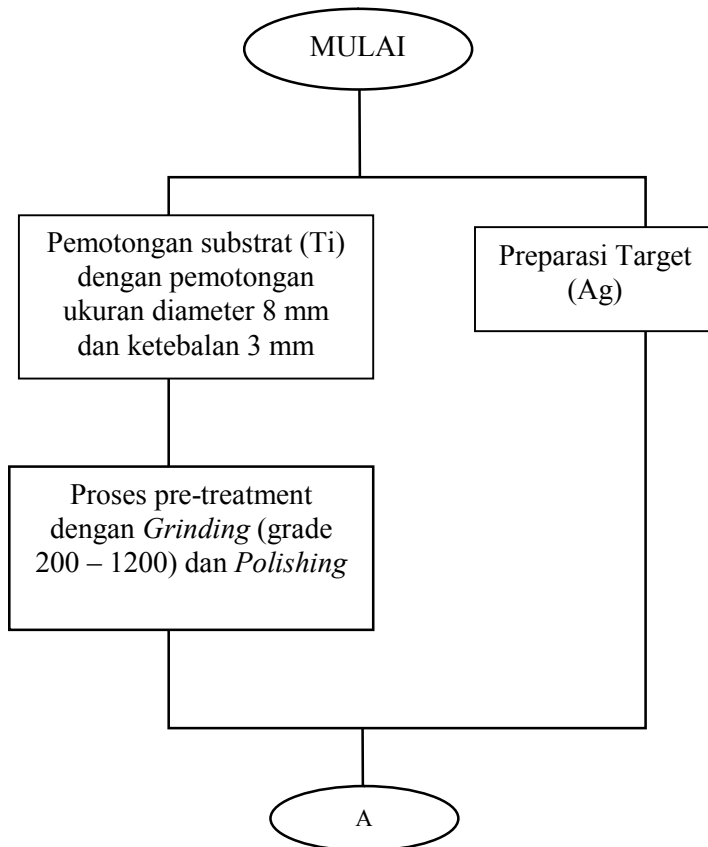 MULAI
Pemotongan substrat (Ti)
dengan pemotongan
ukuran diameter 8 mm
dan ketebalan 3 mm
Preparasi Target
(Ag)
Proses pre-treatment
dengan Grinding (grade
200 – 1200) dan Polishing
A